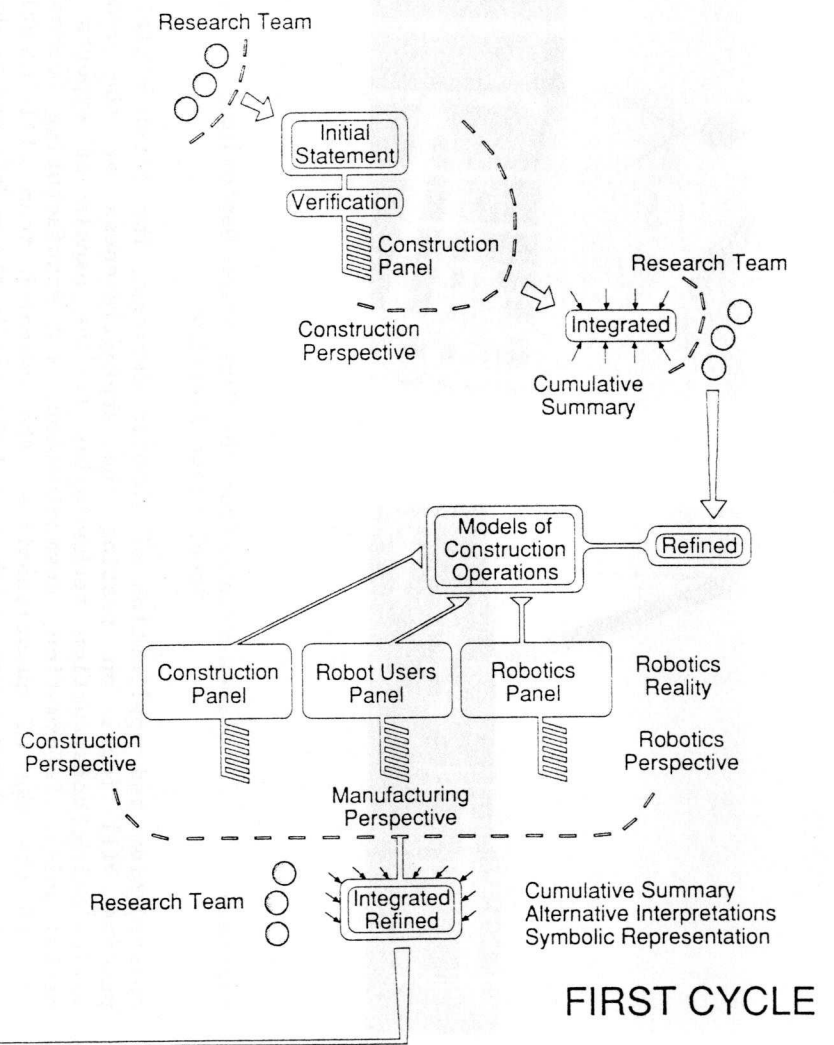 Research Team
Initial
Statement
Verification
Construction
Panel
Construction
Perspective
Research Team
Integrated
Cumulative
Summary
Models of
Construction
Operations
Refined
Construction
Panel
Robot Users
Panel
Robotics
Panel
Robotics
Reality
Construction
Perspective
Robotics
Perspective
Manufacturing
Perspective
Research Team
Integrated
Refined
Cumulative Summary
Alternative Interpretations
Symbolic Representation
FIRST CYCLE